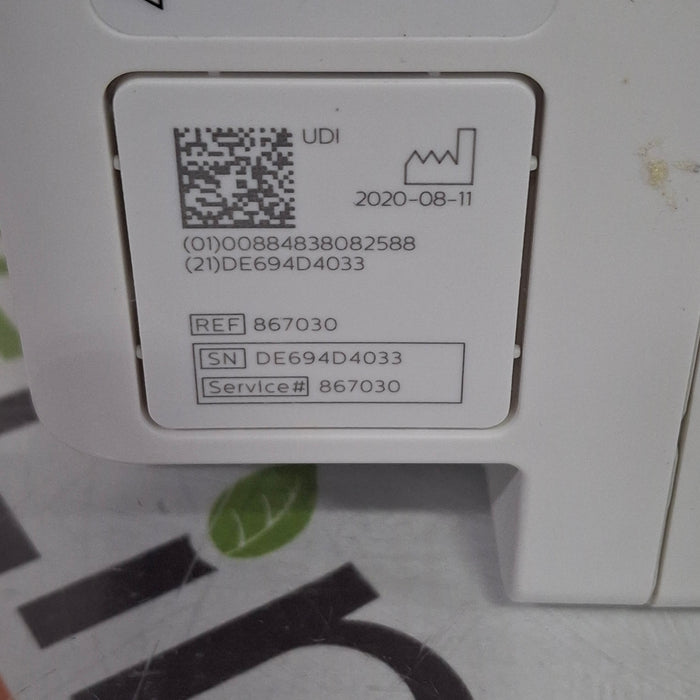 UDI
2020-08-11
(01)00884838082588
(21)DE694D4033
REF 867030
SN DE694D4033
Service# 867030